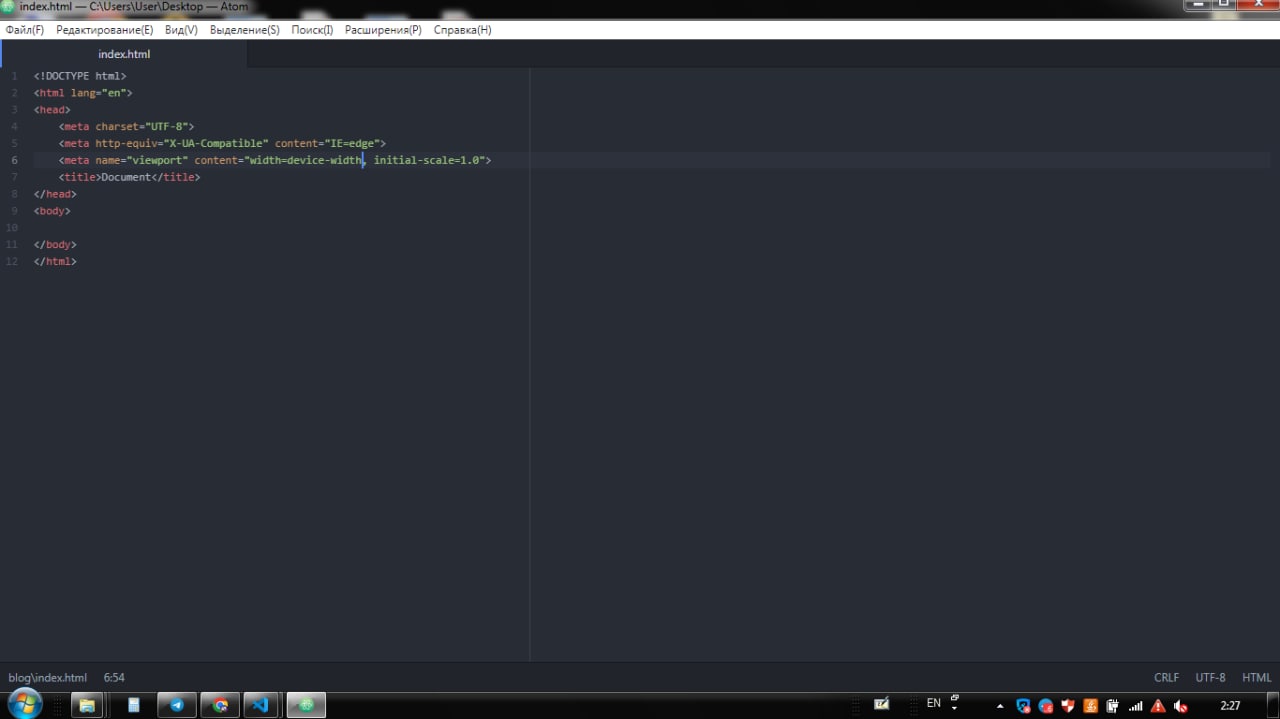 index.html — C:\Users\User\Desktop — Atom
Файл(F) Редактирование(E) Вид(V) Выделение(S) Поиск(I) Расширения(P) Справка(H)
index.html
1 <!DOCTYPE html>
2 <html lang="en">
3 <head>
4 <meta charset="UTF-8">
5 <meta http-equiv="X-UA-Compatible" content="IE=edge">
6 <meta name="viewport" content="width=device-width, initial-scale=1.0">
7 <title>Document</title>
8 </head>
9 <body>
10
11 </body>
12 </html>
blog\index.html 6:54 CRLF UTF-8 HTML
EN 2:27